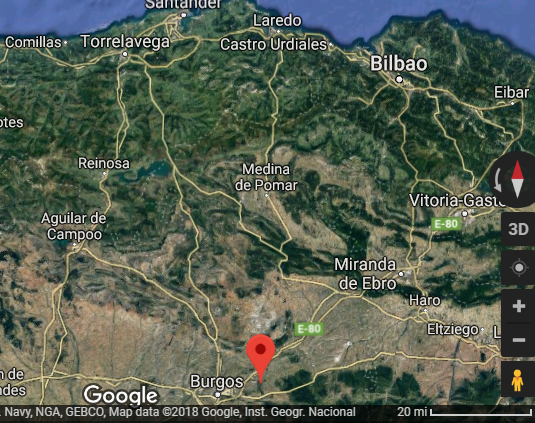 Santander
Laredo
Comillas
Torrelavega
Castro Urdiales
Bilbao
Eibar
otes
Reinosa
Medina
de Pomar
Vitoria-Gaste
E-80
Aguilar de
Campoo
3D
Miranda
de Ebro
Haro
+
Eltziego
L
E-80
−
n de
ndes
Burgos
Google
, Navy, NGA, GEBCO, Map data ©2018 Google, Inst. Geogr. Nacional
20 mi